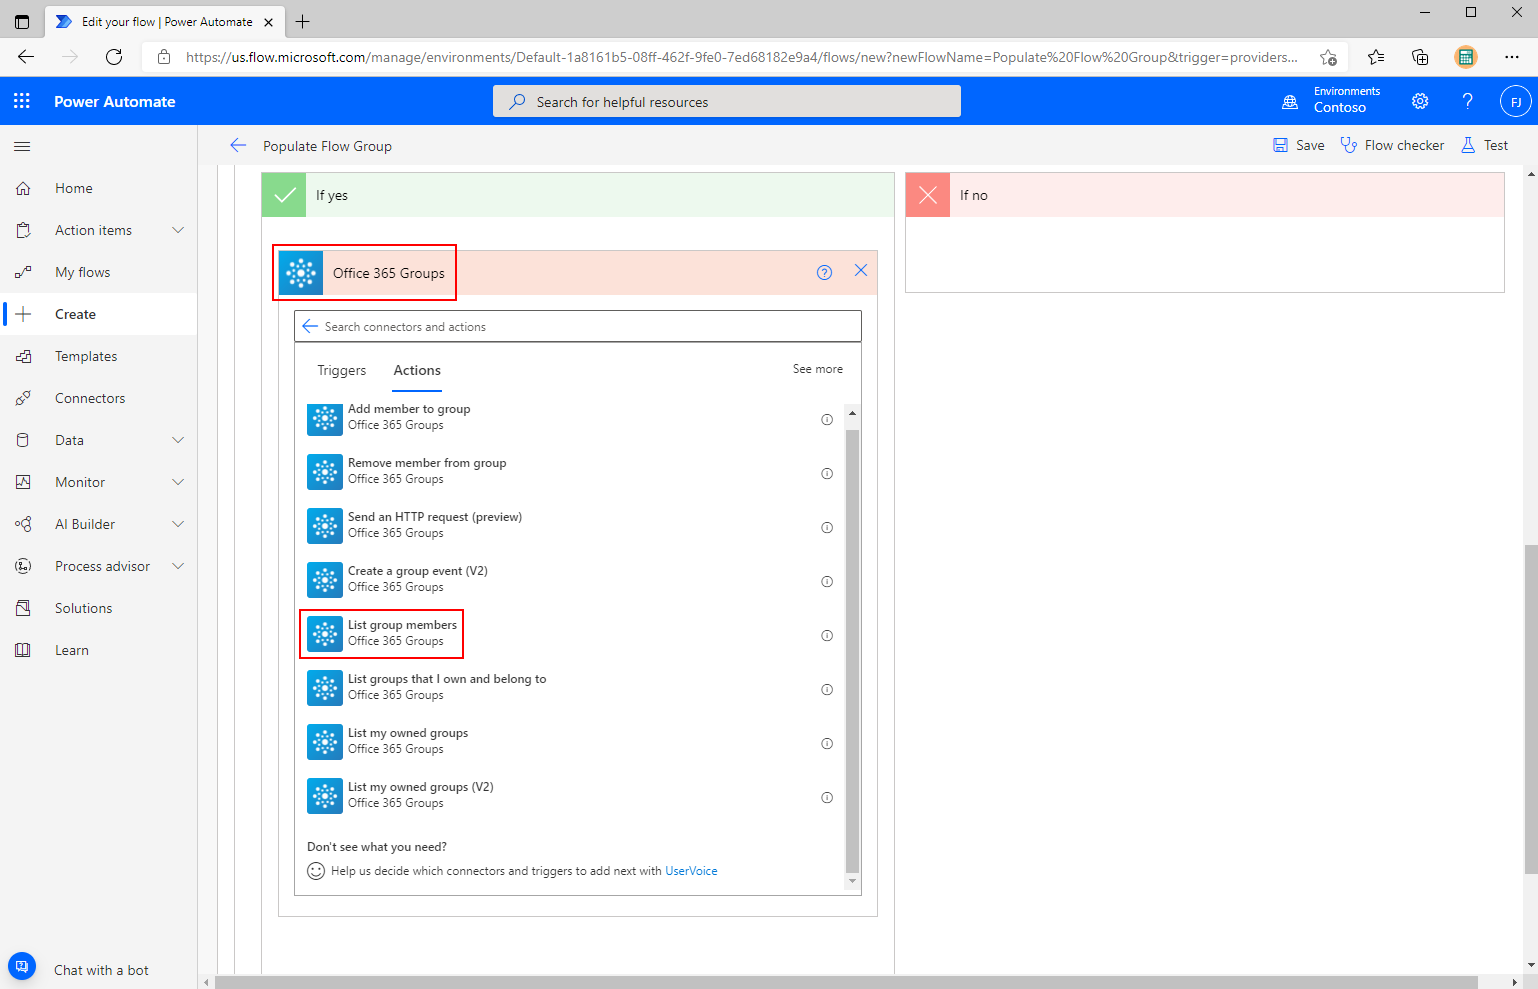 Edit your flow | Power Automate
https://us.flow.microsoft.com/manage/environments/Default-1a8161b5-08ff-462f-9fe0-7ed68182e9a4/flows/new?newFlowName=Populate%20Flow%20Group&trigger=providers...
Power Automate
Search for helpful resources
Environments
Contoso
?
FJ
Populate Flow Group
Save
Flow checker
Test
Home
Action items
My flows
Create
Templates
Connectors
Data
Monitor
AI Builder
Process advisor
Solutions
Learn
Chat with a bot
If yes
If no
Office 365 Groups
Search connectors and actions
Triggers
Actions
See more
Add member to group
Office 365 Groups
Remove member from group
Office 365 Groups
Send an HTTP request (preview)
Office 365 Groups
Create a group event (V2)
Office 365 Groups
List group members
Office 365 Groups
List groups that I own and belong to
Office 365 Groups
List my owned groups
Office 365 Groups
List my owned groups (V2)
Office 365 Groups
Don't see what you need?
Help us decide which connectors and triggers to add next with UserVoice